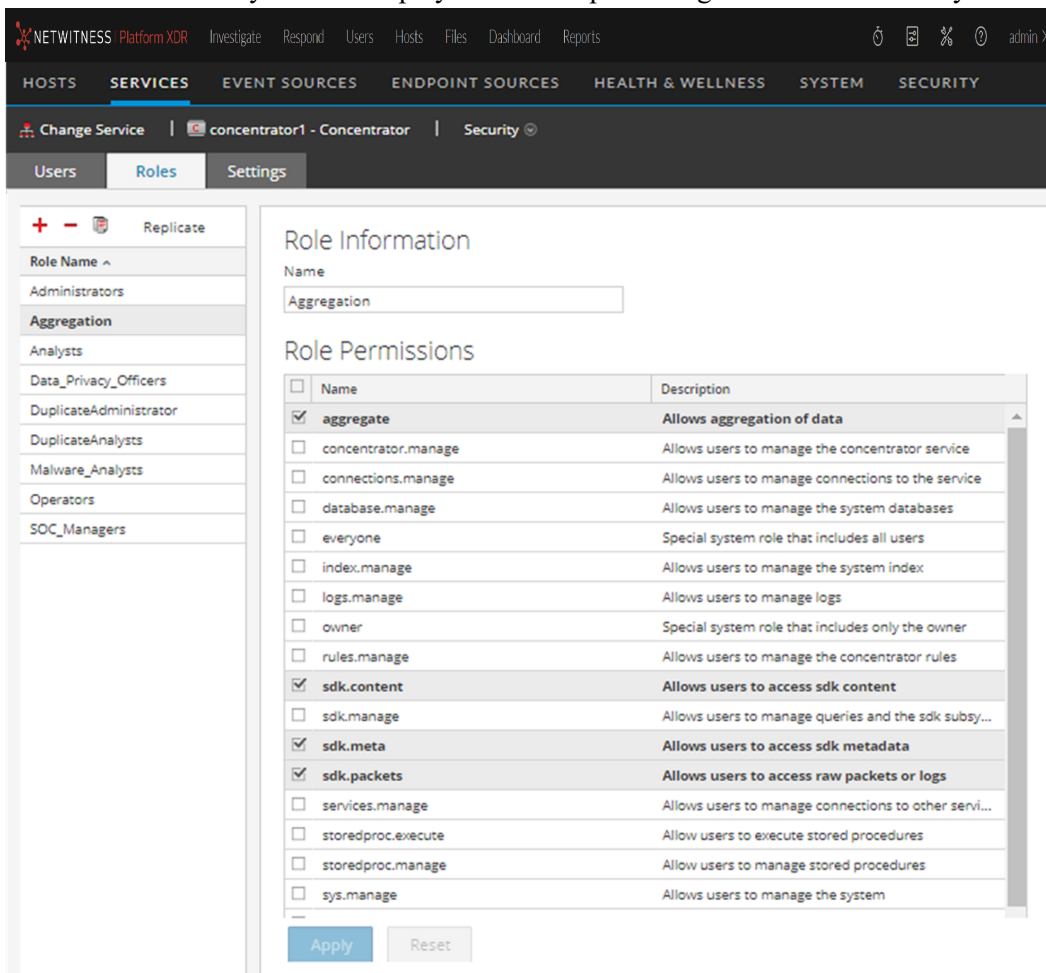 NETWITNESS | Platform XDR Investigate Respond Users Hosts Files Dashboard Reports admin
HOSTS SERVICES EVENT SOURCES ENDPOINT SOURCES HEALTH & WELLNESS SYSTEM SECURITY
Change Service | concentrator1 - Concentrator | Security
Users Roles Settings
+ − Replicate
Role Name
Administrators
Aggregation
Analysts
Data_Privacy_Officers
DuplicateAdministrator
DuplicateAnalysts
Malware_Analysts
Operators
SOC_Managers
Role Information
Name
Aggregation
Role Permissions
Name Description
aggregate Allows aggregation of data
concentrator.manage Allows users to manage the concentrator service
connections.manage Allows users to manage connections to the service
database.manage Allows users to manage the system databases
everyone Special system role that includes all users
index.manage Allows users to manage the system index
logs.manage Allows users to manage logs
owner Special system role that includes only the owner
rules.manage Allows users to manage the concentrator rules
sdk.content Allows users to access sdk content
sdk.manage Allows users to manage queries and the sdk subsy...
sdk.meta Allows users to access sdk metadata
sdk.packets Allows users to access raw packets or logs
services.manage Allows users to manage connections to other servi...
storedproc.execute Allow users to execute stored procedures
storedproc.manage Allow users to manage stored procedures
sys.manage Allows users to manage the system
Apply Reset